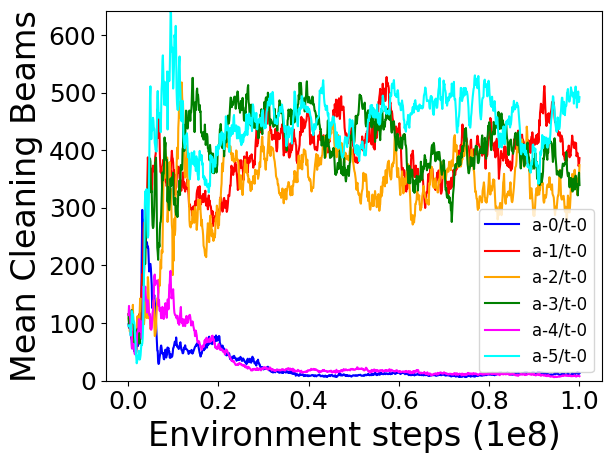 Mean Cleaning Beams
600
500
400
300
200
100
0
0.0 0.2 0.4 0.6 0.8 1.0
Environment steps (1e8)
a-0/t-0
a-1/t-0
a-2/t-0
a-3/t-0
a-4/t-0
a-5/t-0